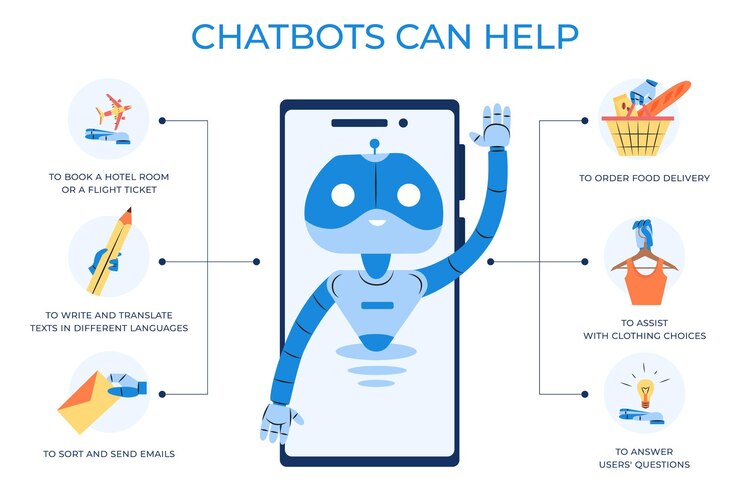 CHATBOTS CAN HELP
TO BOOK A HOTEL ROOM
OR A FLIGHT TICKET
TO WRITE AND TRANSLATE
TEXTS IN DIFFERENT LANGUAGES
TO SORT AND SEND EMAILS
TO ORDER FOOD DELIVERY
TO ASSIST
WITH CLOTHING CHOICES
TO ANSWER
USERS' QUESTIONS